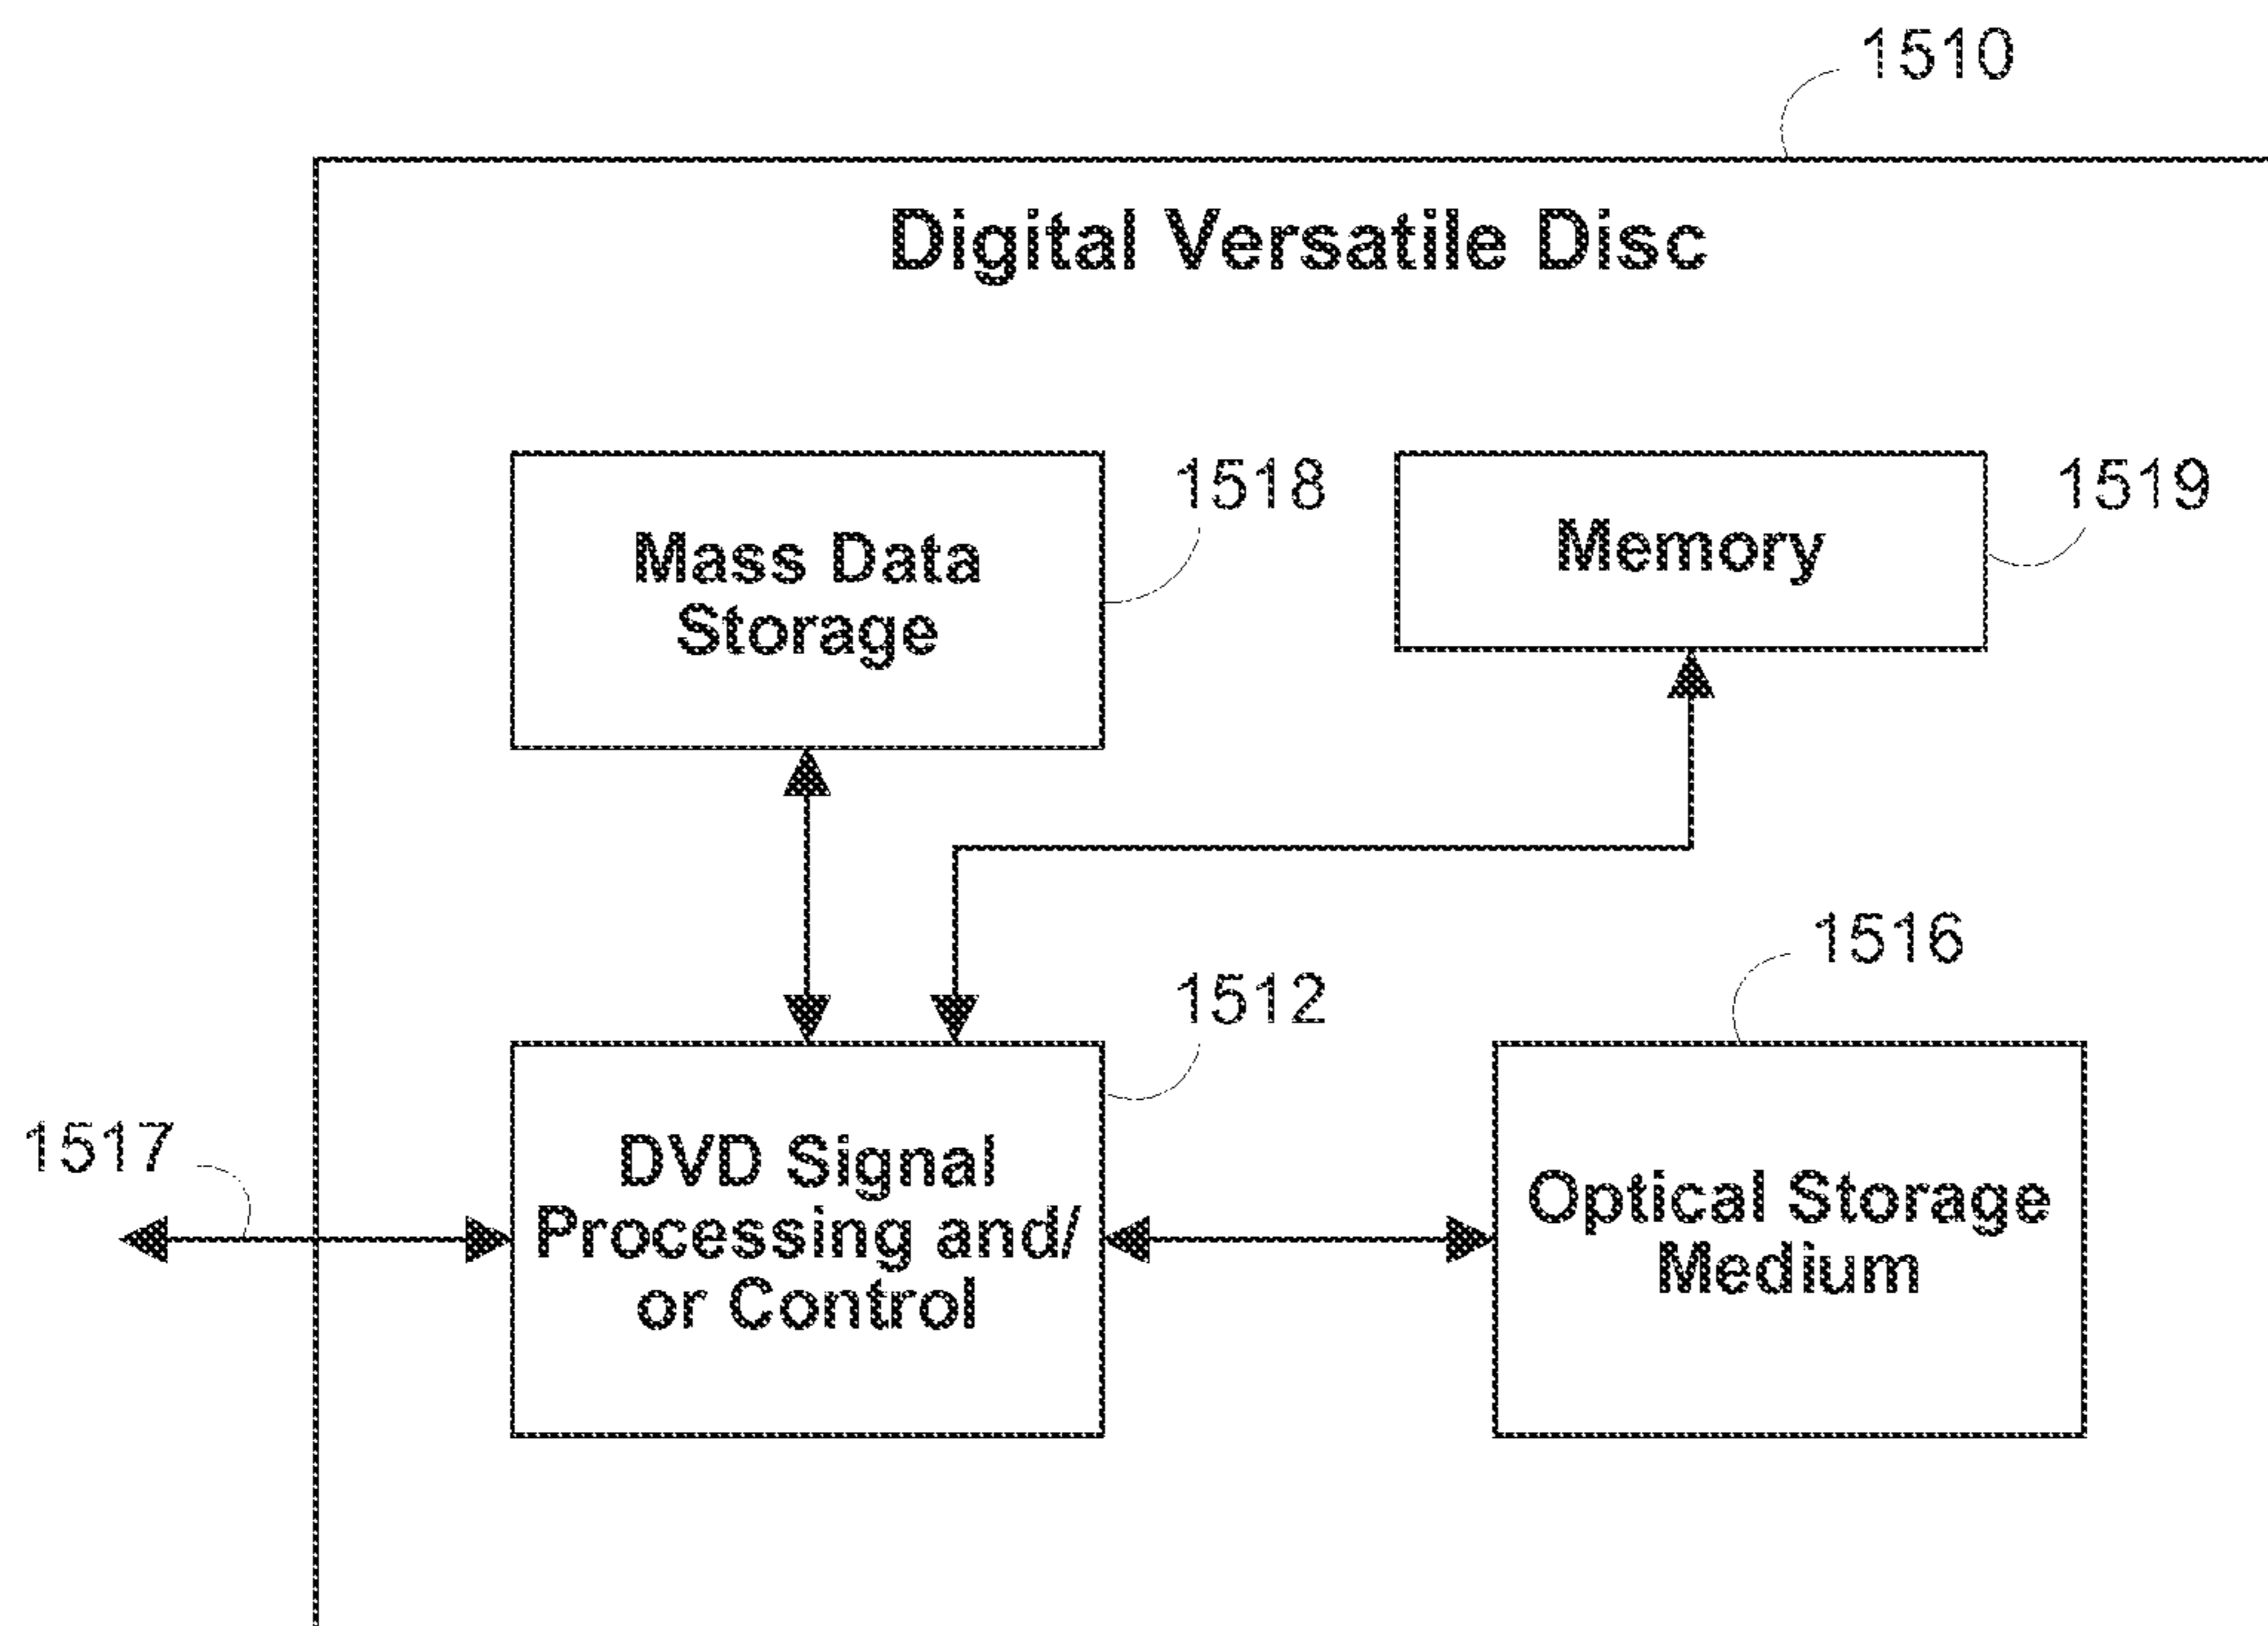 1510
Digital Versatile Disc
Mass Data
Storage
1518
Memory
1519
1516
1512
1517
DVD Signal
Processing and/
or Control
Optical Storage
Medium